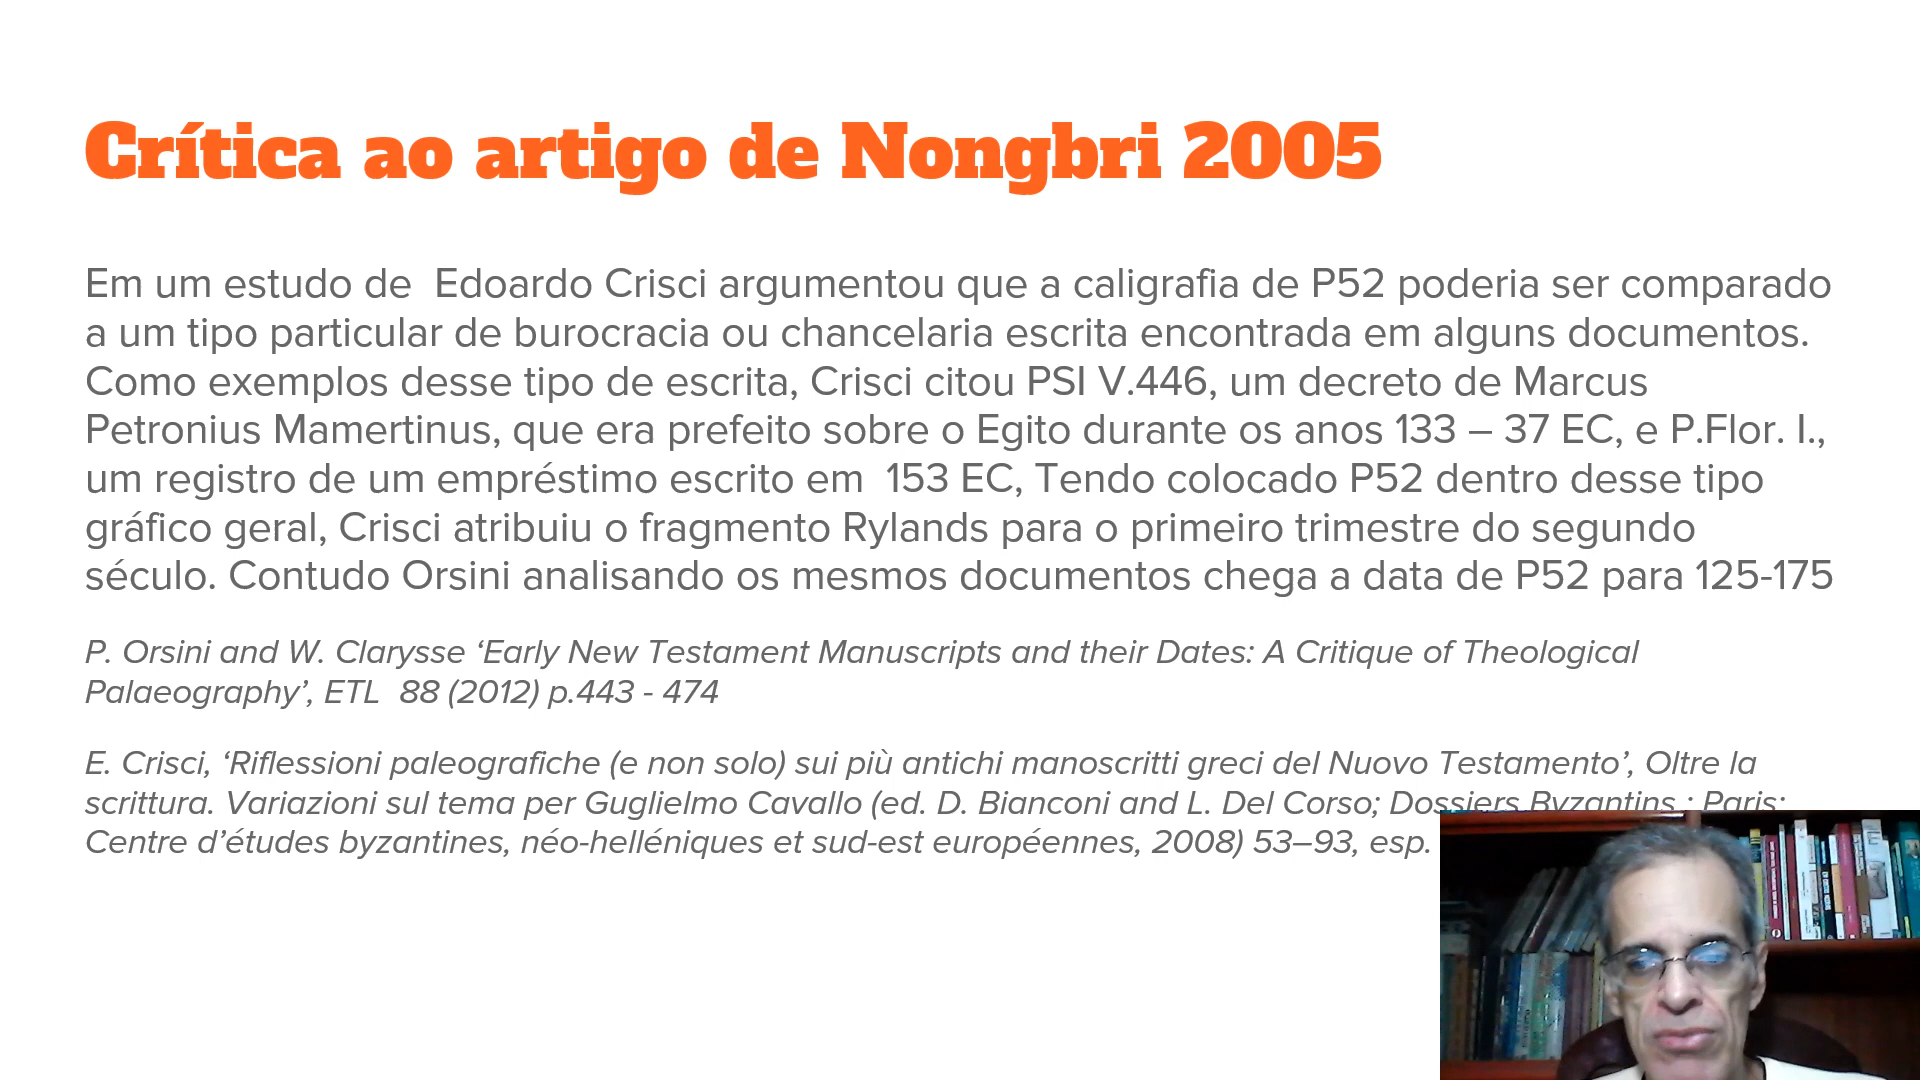 Crítica ao artigo de Nongbri 2005
Em um estudo de Edoardo Crisci argumentou que a caligrafia de P52 poderia ser comparado
a um tipo particular de burocracia ou chancelaria escrita encontrada em alguns documentos.
Como exemplos desse tipo de escrita, Crisci citou PSI V.446, um decreto de Marcus
Petronius Mamertinus, que era prefeito sobre o Egito durante os anos 133 – 37 EC, e P.Flor. I.,
um registro de um empréstimo escrito em 153 EC, Tendo colocado P52 dentro desse tipo
gráfico geral, Crisci atribuiu o fragmento Rylands para o primeiro trimestre do segundo
século. Contudo Orsini analisando os mesmos documentos chega a data de P52 para 125-175
P. Orsini and W. Clarysse ‘Early New Testament Manuscripts and their Dates: A Critique of Theological
Palaeography’, ETL 88 (2012) p.443 - 474
E. Crisci, ‘Riflessioni paleografiche (e non solo) sui più antichi manoscritti greci del Nuovo Testamento’, Oltre la
scrittura. Variazioni sul tema per Guglielmo Cavallo (ed. D. Bianconi and L. Del Corso; Dossiers Byzantins ; Paris:
Centre d’études byzantines, néo-helléniques et sud-est européennes, 2008) 53–93, esp.